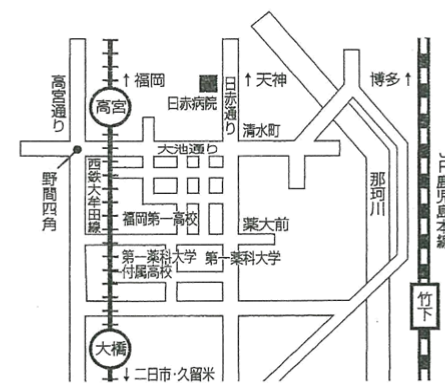 ↑福岡
↑天神
博多↑
高宮通り
高宮
日赤病院
日赤通り
清水町
大池通り
野間四角
西鉄大牟田線
那珂川
JR鹿児島本線
福岡第一高校
薬大前
第一薬科大学
付属高校
第一薬科大学
竹下
大橋
↓二日市・久留米